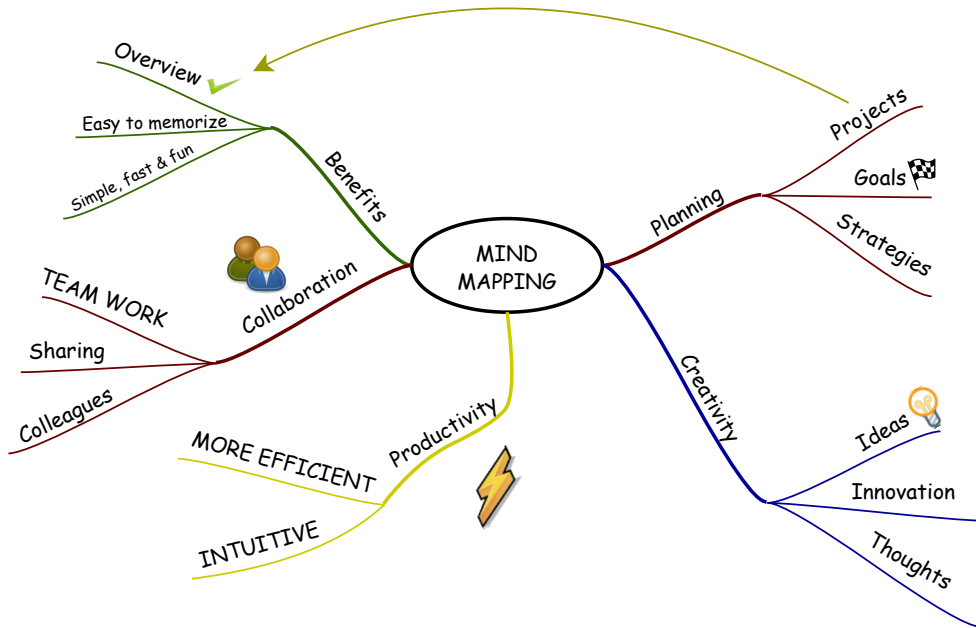 Overview
Easy to memorize
Simple, fast & fun
Benefits
Projects
Goals
Strategies
Planning
MIND
MAPPING
Collaboration
TEAM WORK
Sharing
Colleagues
Productivity
MORE EFFICIENT
INTUITIVE
Creativity
Ideas
Innovation
Thoughts